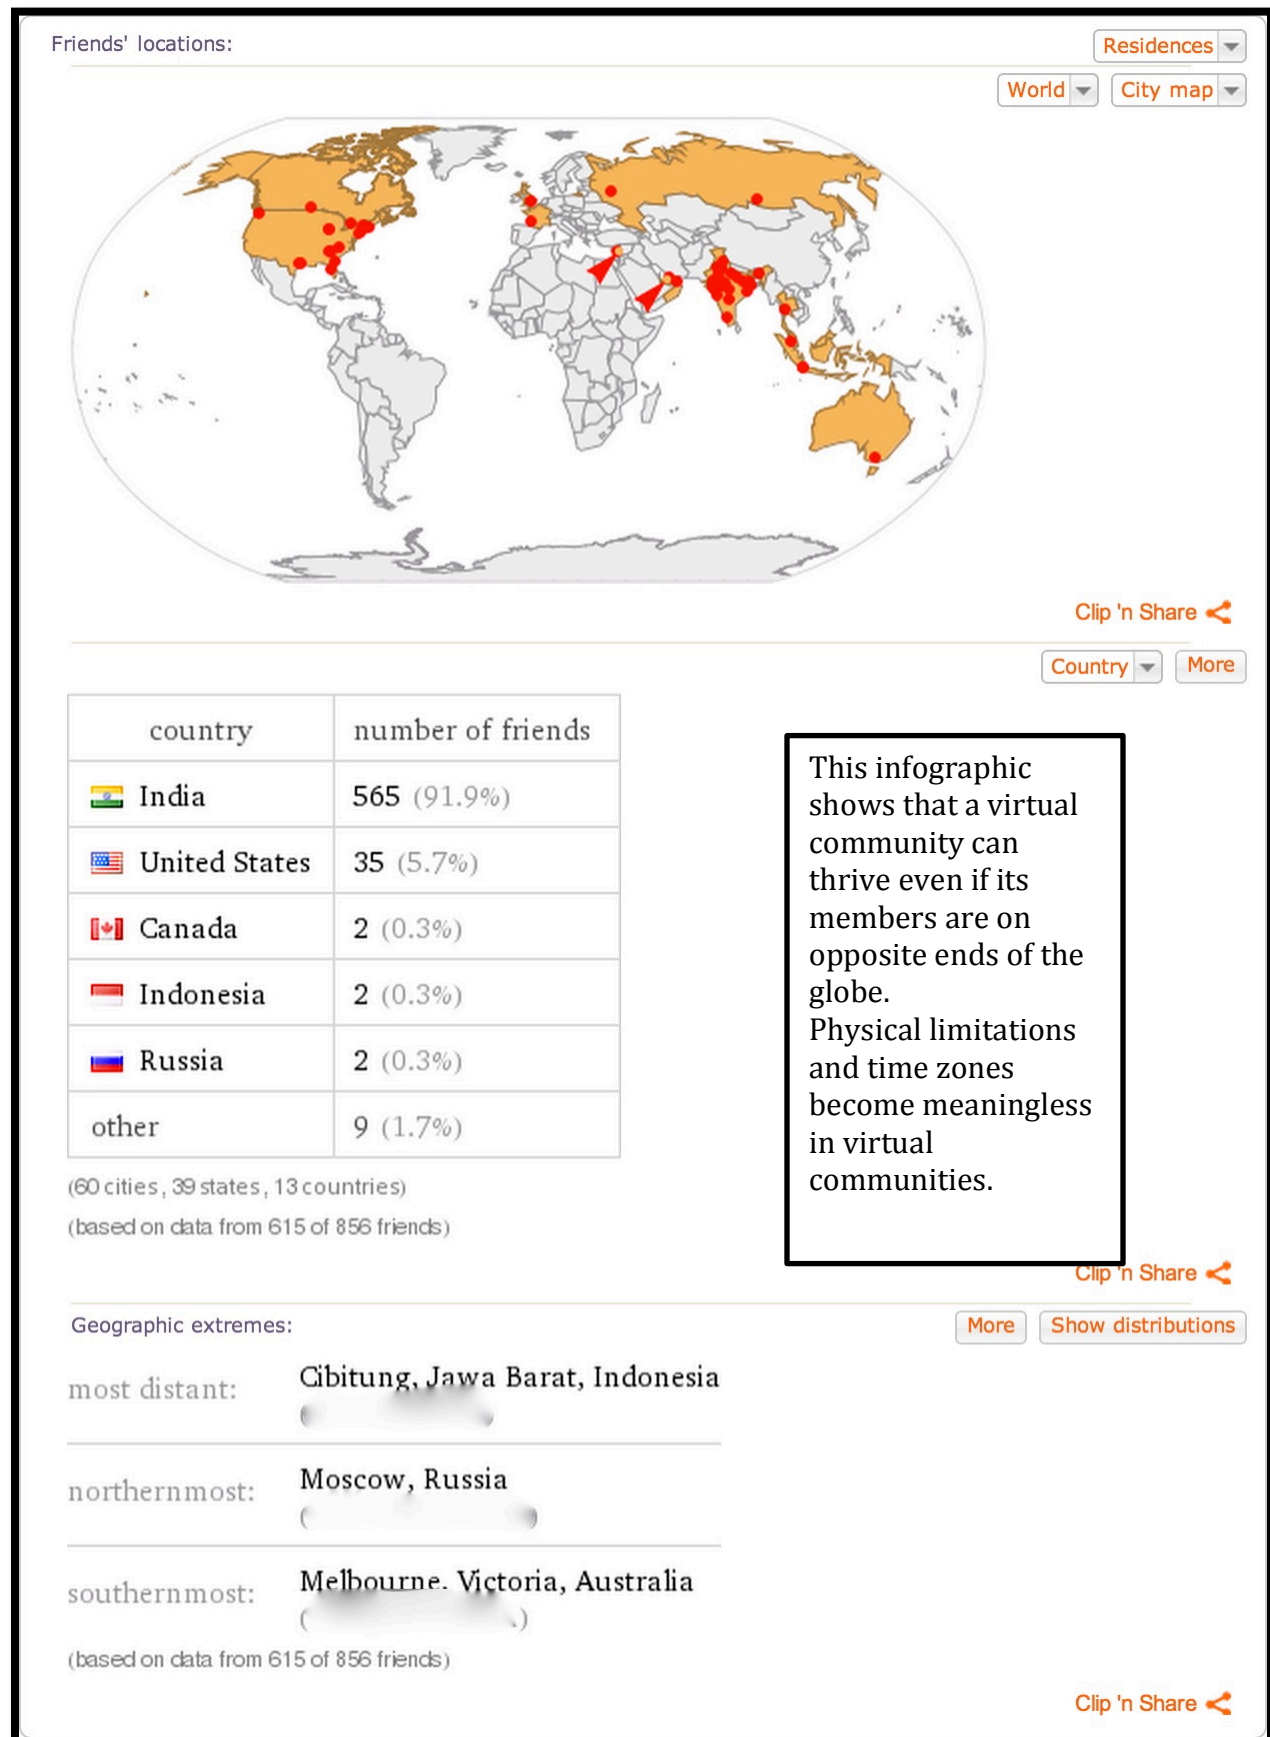 Friends' locations:
Residences
World
City map
Clip 'n Share
Country
More
country number of friends
India 565 (91.9%)
United States 35 (5.7%)
Canada 2 (0.3%)
Indonesia 2 (0.3%)
Russia 2 (0.3%)
other 9 (1.7%)
(60 cities, 39 states, 13 countries)
(based on data from 615 of 856 friends)
This infographic
shows that a virtual
community can
thrive even if its
members are on
opposite ends of the
globe.
Physical limitations
and time zones
become meaningless
in virtual
communities.
Clip 'n Share
Geographic extremes:
More
Show distributions
most distant: Cibitung, Jawa Barat, Indonesia
northernmost: Moscow, Russia
southernmost: Melbourne, Victoria, Australia
(based on data from 615 of 856 friends)
Clip 'n Share